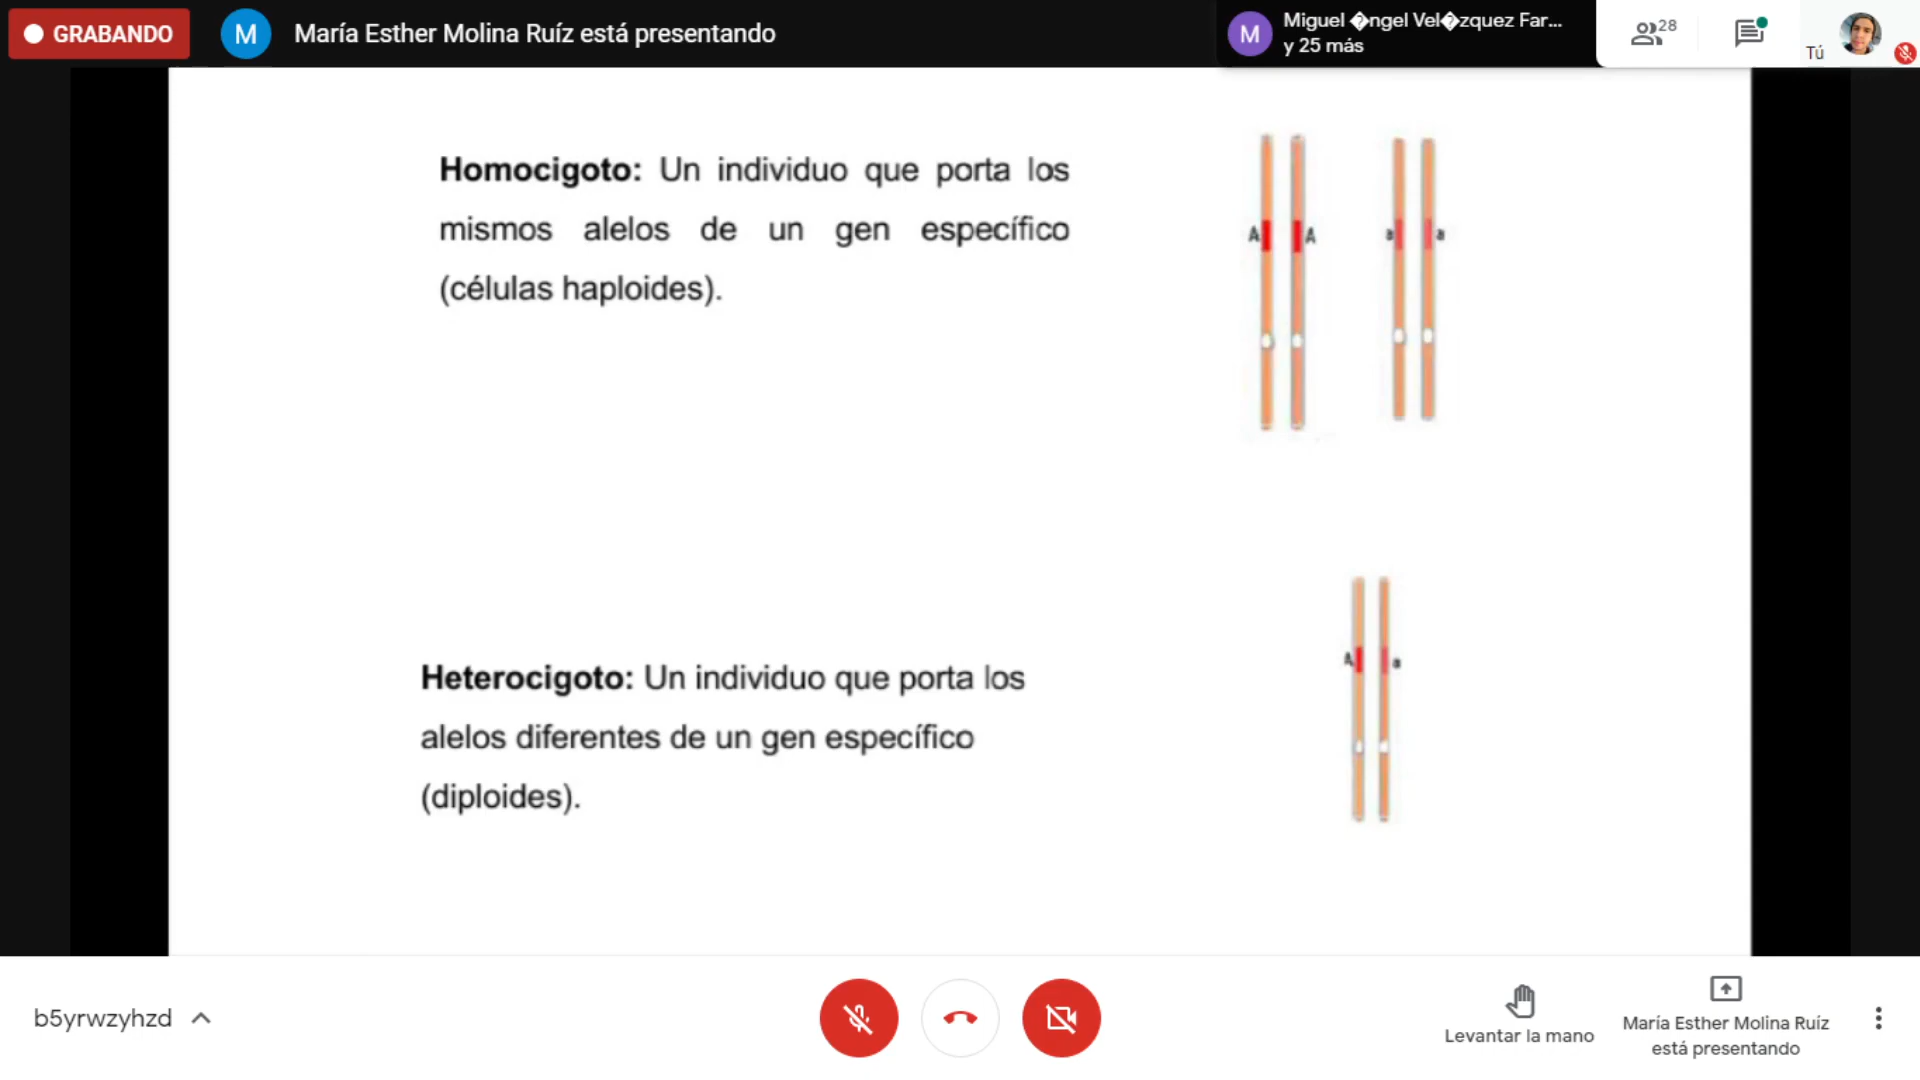 GRABANDO
M
María Esther Molina Ruíz está presentando
M
Miguel �ngel Vel�zquez Far...
y 25 más
28
Tú
Homocigoto: Un individuo que porta los
mismos alelos de un gen específico
(células haploides).
A A a a
Heterocigoto: Un individuo que porta los
alelos diferentes de un gen específico
(diploides).
A a
b5yrwzyhzd
Levantar la mano
María Esther Molina Ruíz
está presentando